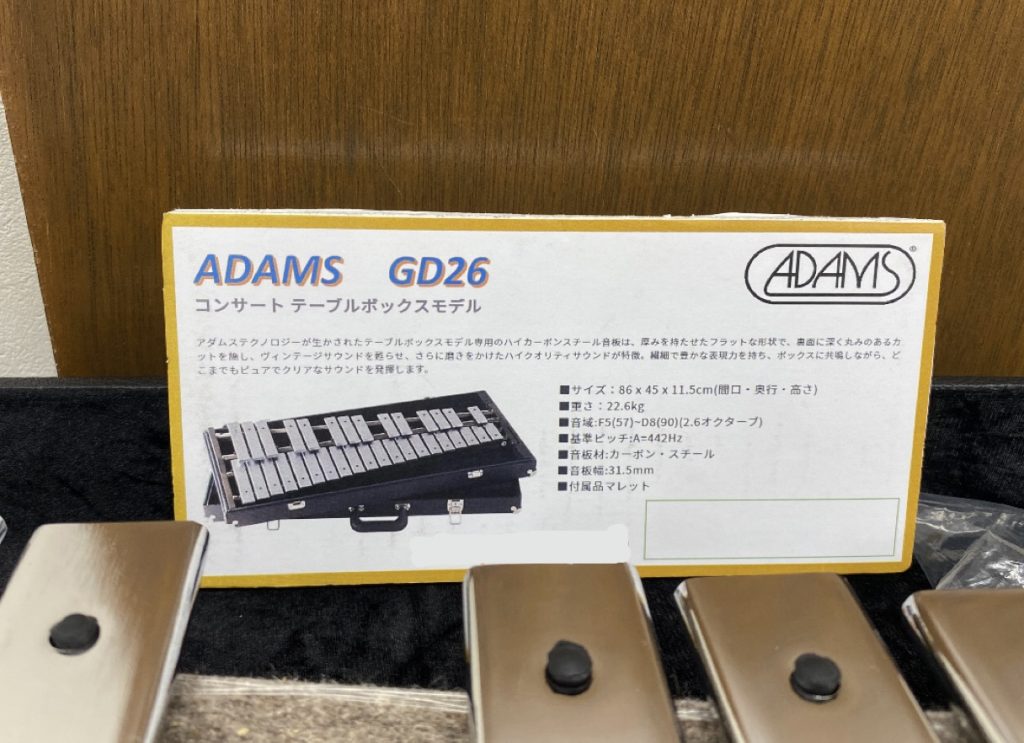 ADAMS GD26
ADAMS®
コンサート テーブルボックスモデル
アダムステクノロジーが生かされたテーブルボックスモデル専用のハイカーボンスチール音板は、厚みを持たせたフラットな形状で、裏面に深く丸みのあるカ
ットを施し、ヴィンテージサウンドを甦らせ、さらに磨きをかけたハイクオリティサウンドが特徴。繊細で豊かな表現力を持ち、ボックスに共鳴しながら、ど
こまでもピュアでクリアなサウンドを発揮します。
■サイズ：86 x 45 x 11.5cm(間口・奥行・高さ)
■重さ：22.6kg
■音域:F5(57)~D8(90)(2.6オクターブ)
■基準ピッチ:A=442Hz
■音板材:カーボン・スチール
■音板幅:31.5mm
■付属品マレット